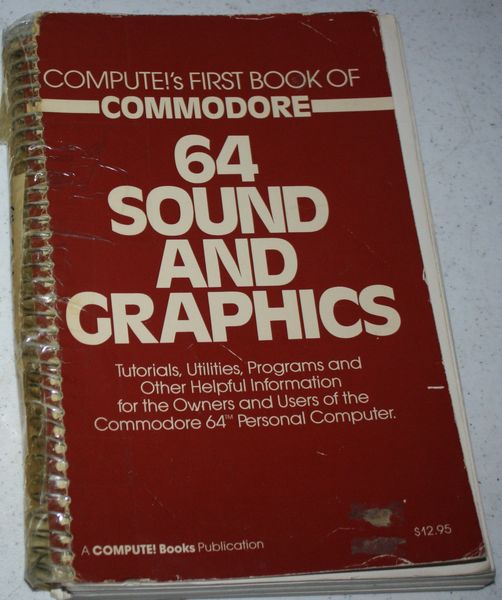 COMPUTE!'s FIRST BOOK OF
COMMODORE
64
SOUND
AND
GRAPHICS
Tutorials, Utilities, Programs and
Other Helpful Information
for the Owners and Users of the
Commodore 64™ Personal Computer.
A COMPUTE! Books Publication
$12.95